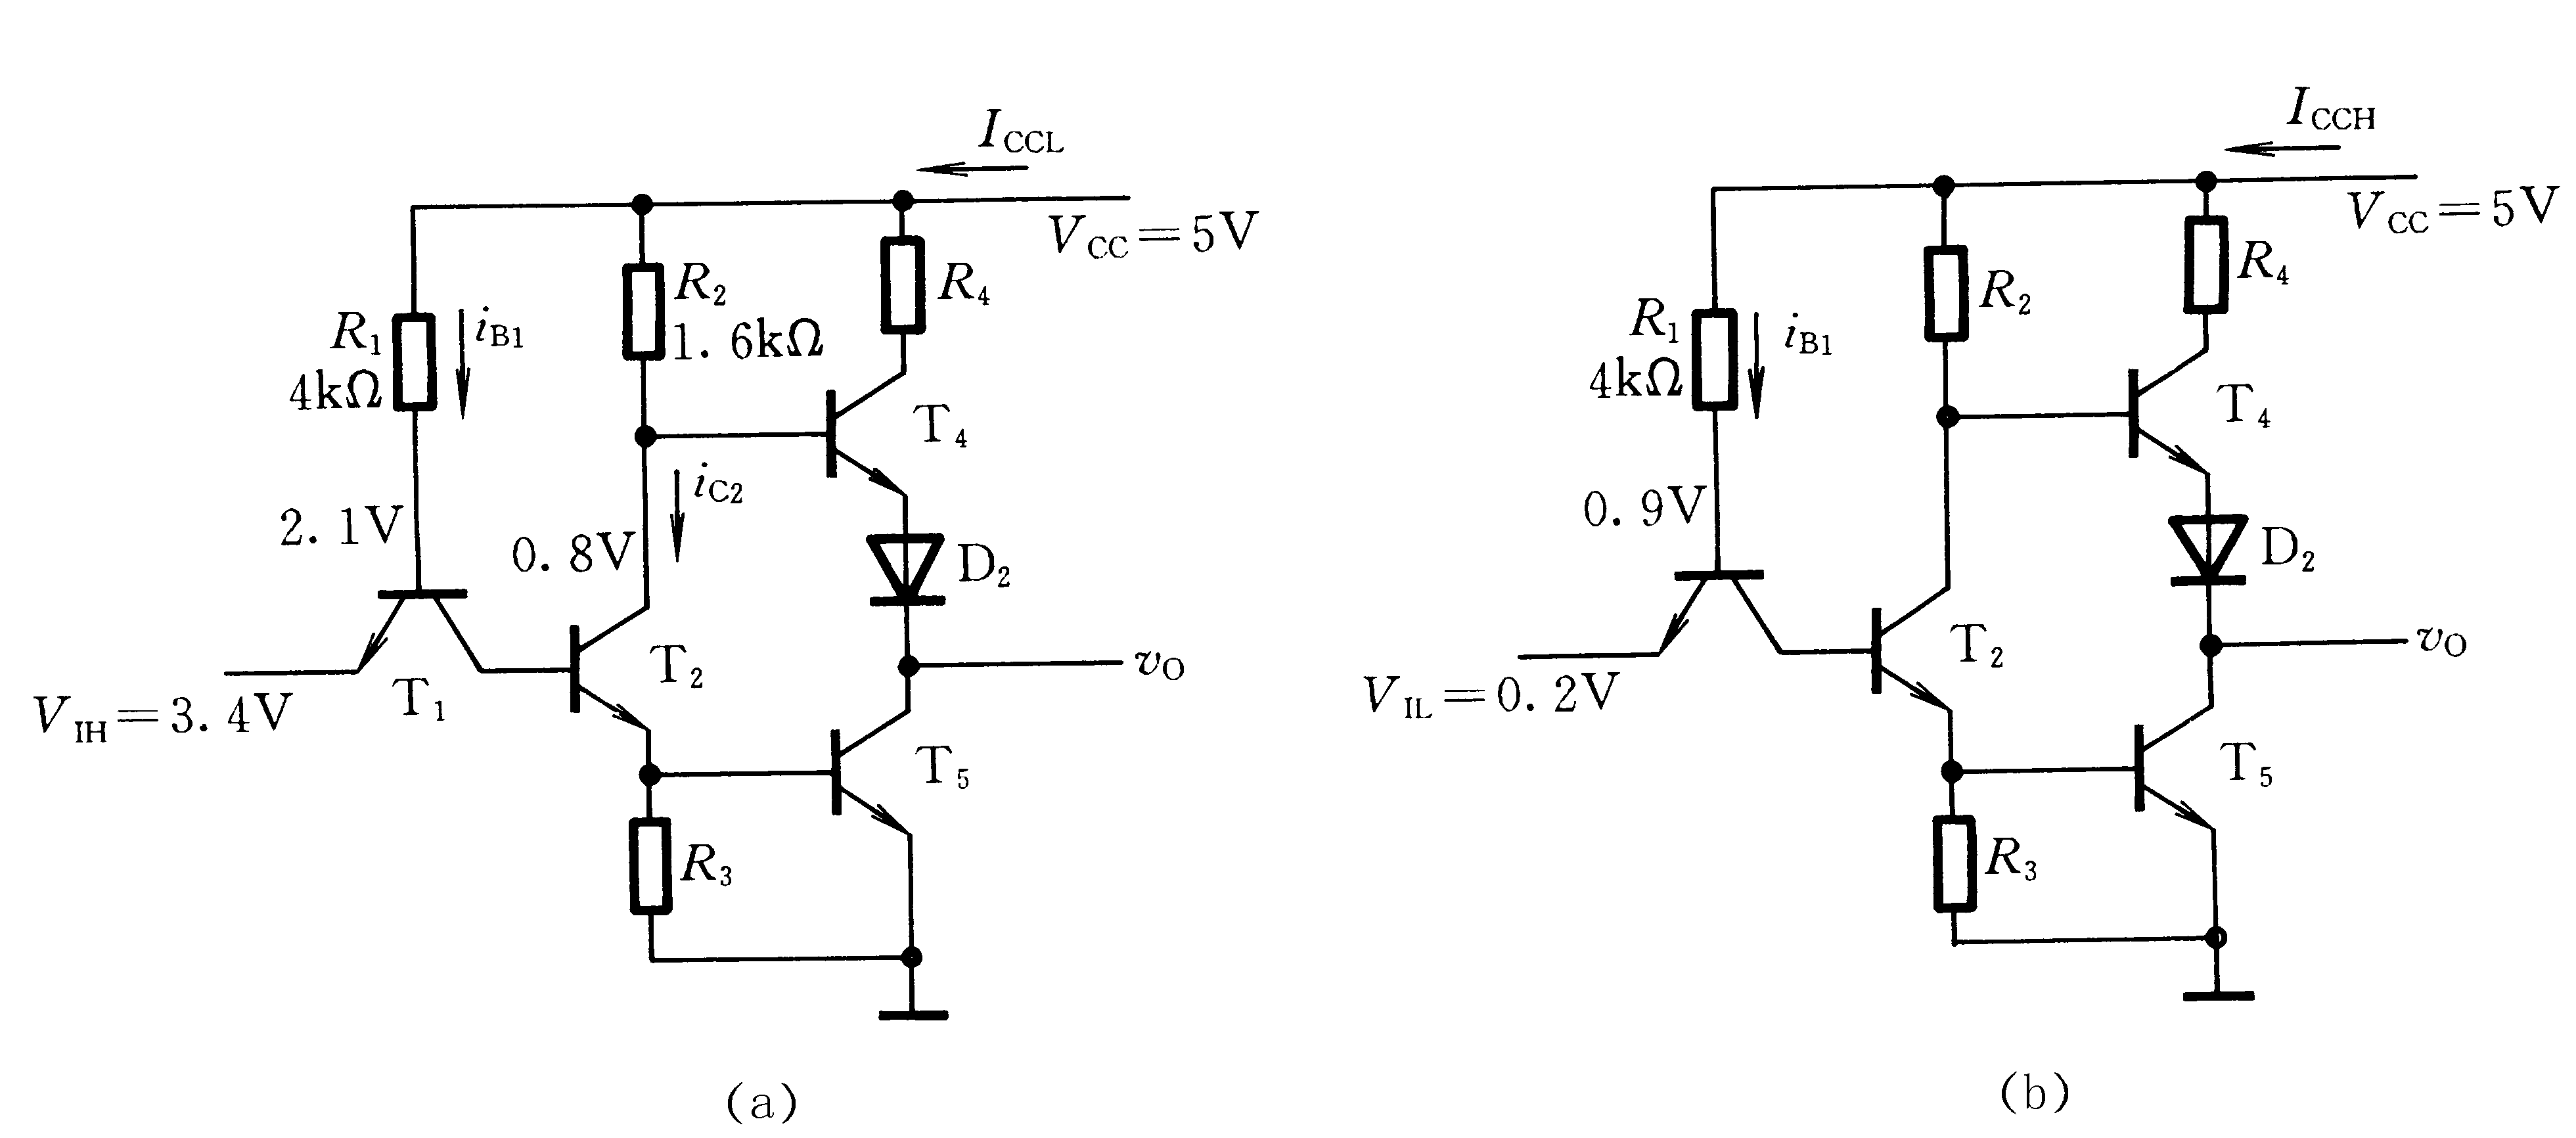 I_CCL
V_CC=5V
R_1
4kΩ
i_B1
R_2
1.6kΩ
R_4
T_4
i_C2
2.1V
0.8V
D_2
T_1
T_2
V_IH=3.4V
v_O
T_5
R_3
(a)
I_CCH
V_CC=5V
R_1
4kΩ
i_B1
R_2
R_4
T_4
0.9V
D_2
T_2
V_IL=0.2V
v_O
T_5
R_3
(b)